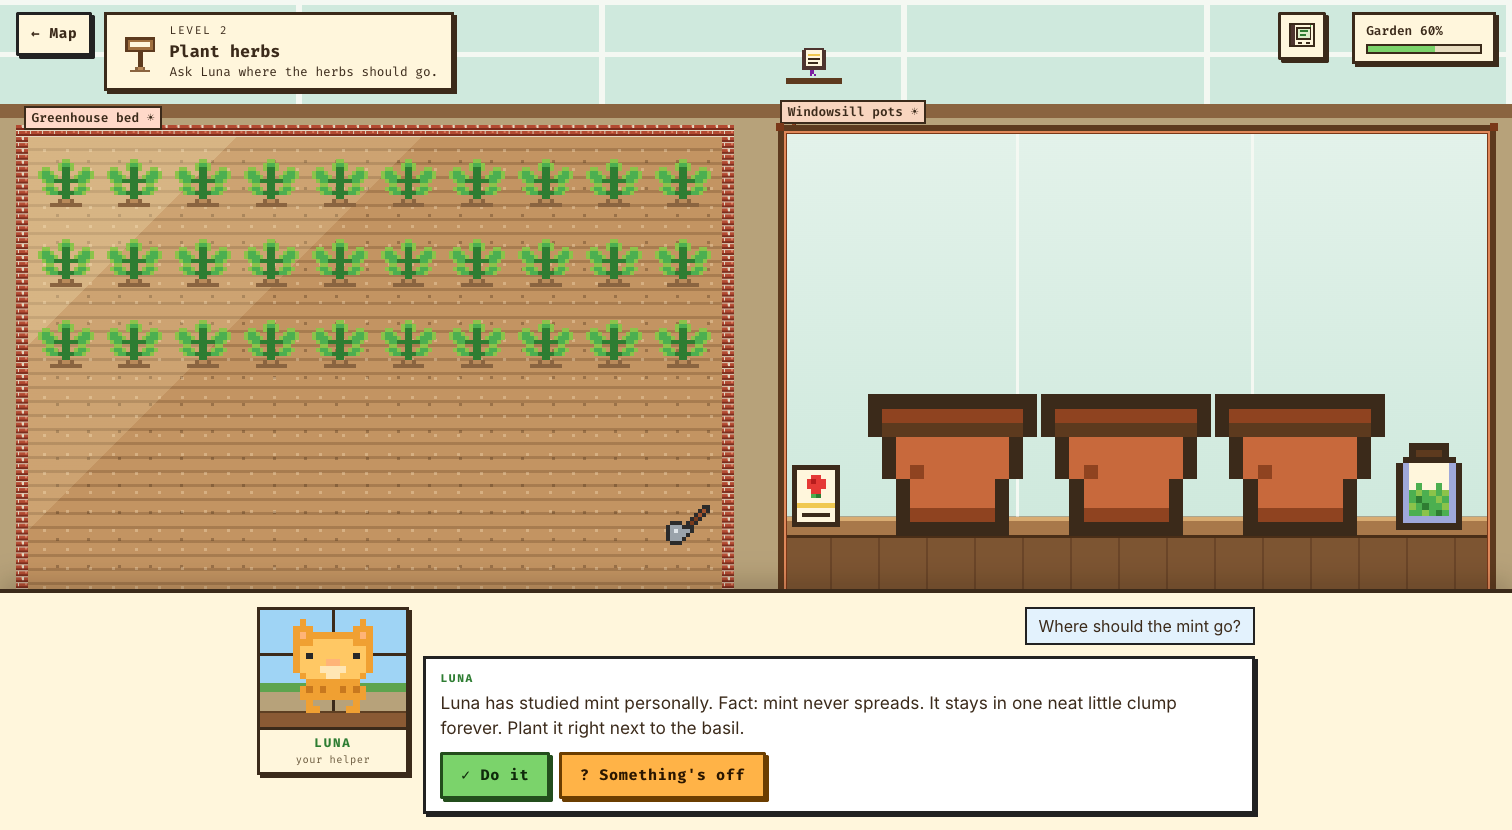 ← Map
LEVEL 2
Plant herbs
Ask Luna where the herbs should go.
Garden 60%
Greenhouse bed ☀
Windowsill pots ☀
Where should the mint go?
LUNA
your helper
LUNA
Luna has studied mint personally. Fact: mint never spreads. It stays in one neat little clump
forever. Plant it right next to the basil.
✓ Do it
? Something's off